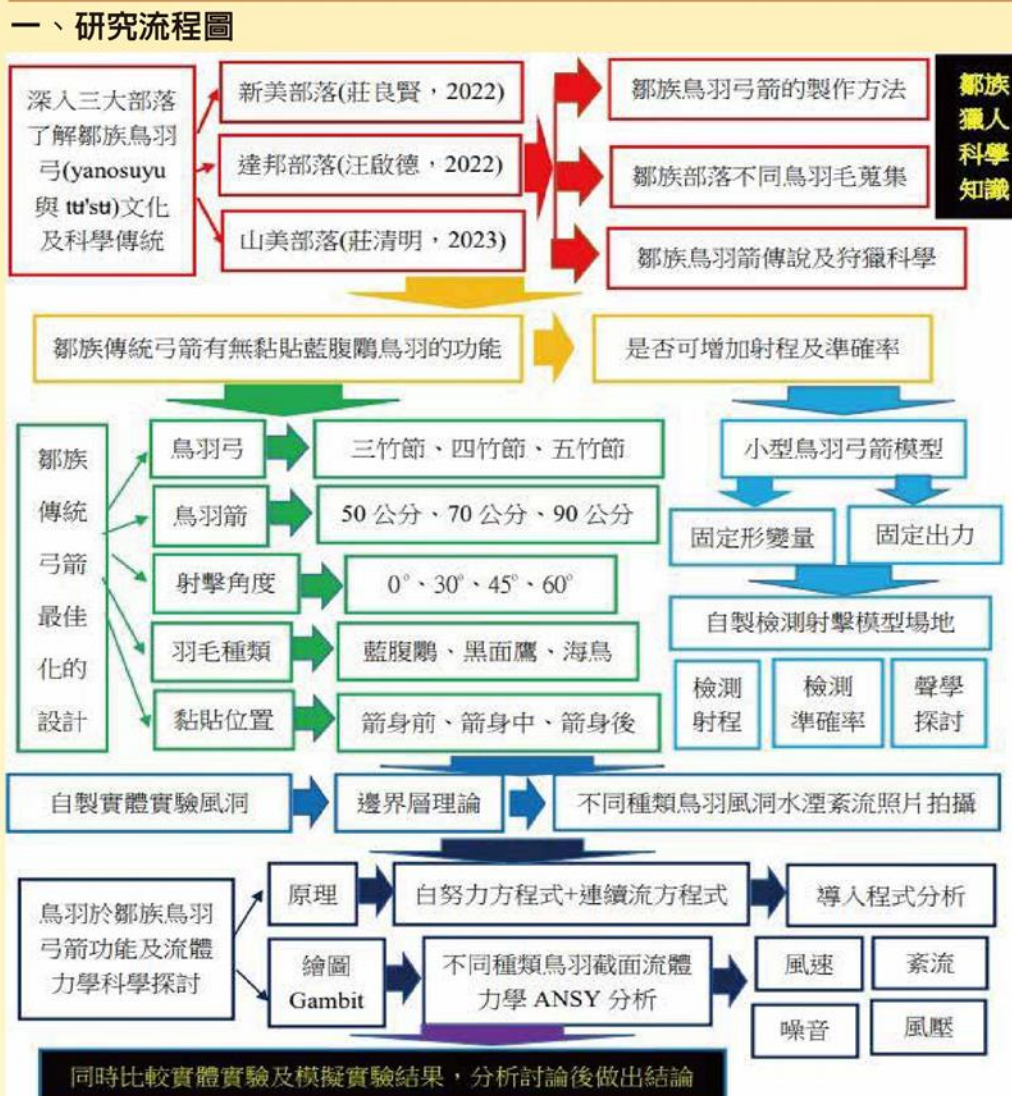 一、研究流程圖
深入三大部落
了解鄒族鳥羽
弓(yanosuyu
與 tʉ'sʉ)文化
及科學傳統
新美部落(莊良賢，2022)
達邦部落(汪啟德，2022)
山美部落(莊清明，2023)
鄒族鳥羽弓箭的製作方法
鄒族部落不同鳥羽毛蒐集
鄒族鳥羽箭傳說及狩獵科學
鄒族
獵人
科學
知識
鄒族傳統弓箭有無黏貼藍腹鷴鳥羽的功能
是否可增加射程及準確率
鄒族
傳統
弓箭
最佳
化的
設計
鳥羽弓
三竹節、四竹節、五竹節
鳥羽箭
50 公分、70 公分、90 公分
射擊角度
0°、30°、45°、60°
羽毛種類
藍腹鷴、黑面鷹、海鳥
黏貼位置
箭身前、箭身中、箭身後
小型鳥羽弓箭模型
固定形變量
固定出力
自製檢測射擊模型場地
檢測
射程
檢測
準確率
聲學
探討
自製實體實驗風洞
邊界層理論
不同種類鳥羽風洞水湮紊流照片拍攝
鳥羽於鄒族鳥羽
弓箭功能及流體
力學科學探討
原理
白努力方程式+連續流方程式
導入程式分析
繪圖
Gambit
不同種類鳥羽截面流體
力學 ANSY 分析
風速
紊流
噪音
風壓
同時比較實體實驗及模擬實驗結果，分析討論後做出結論